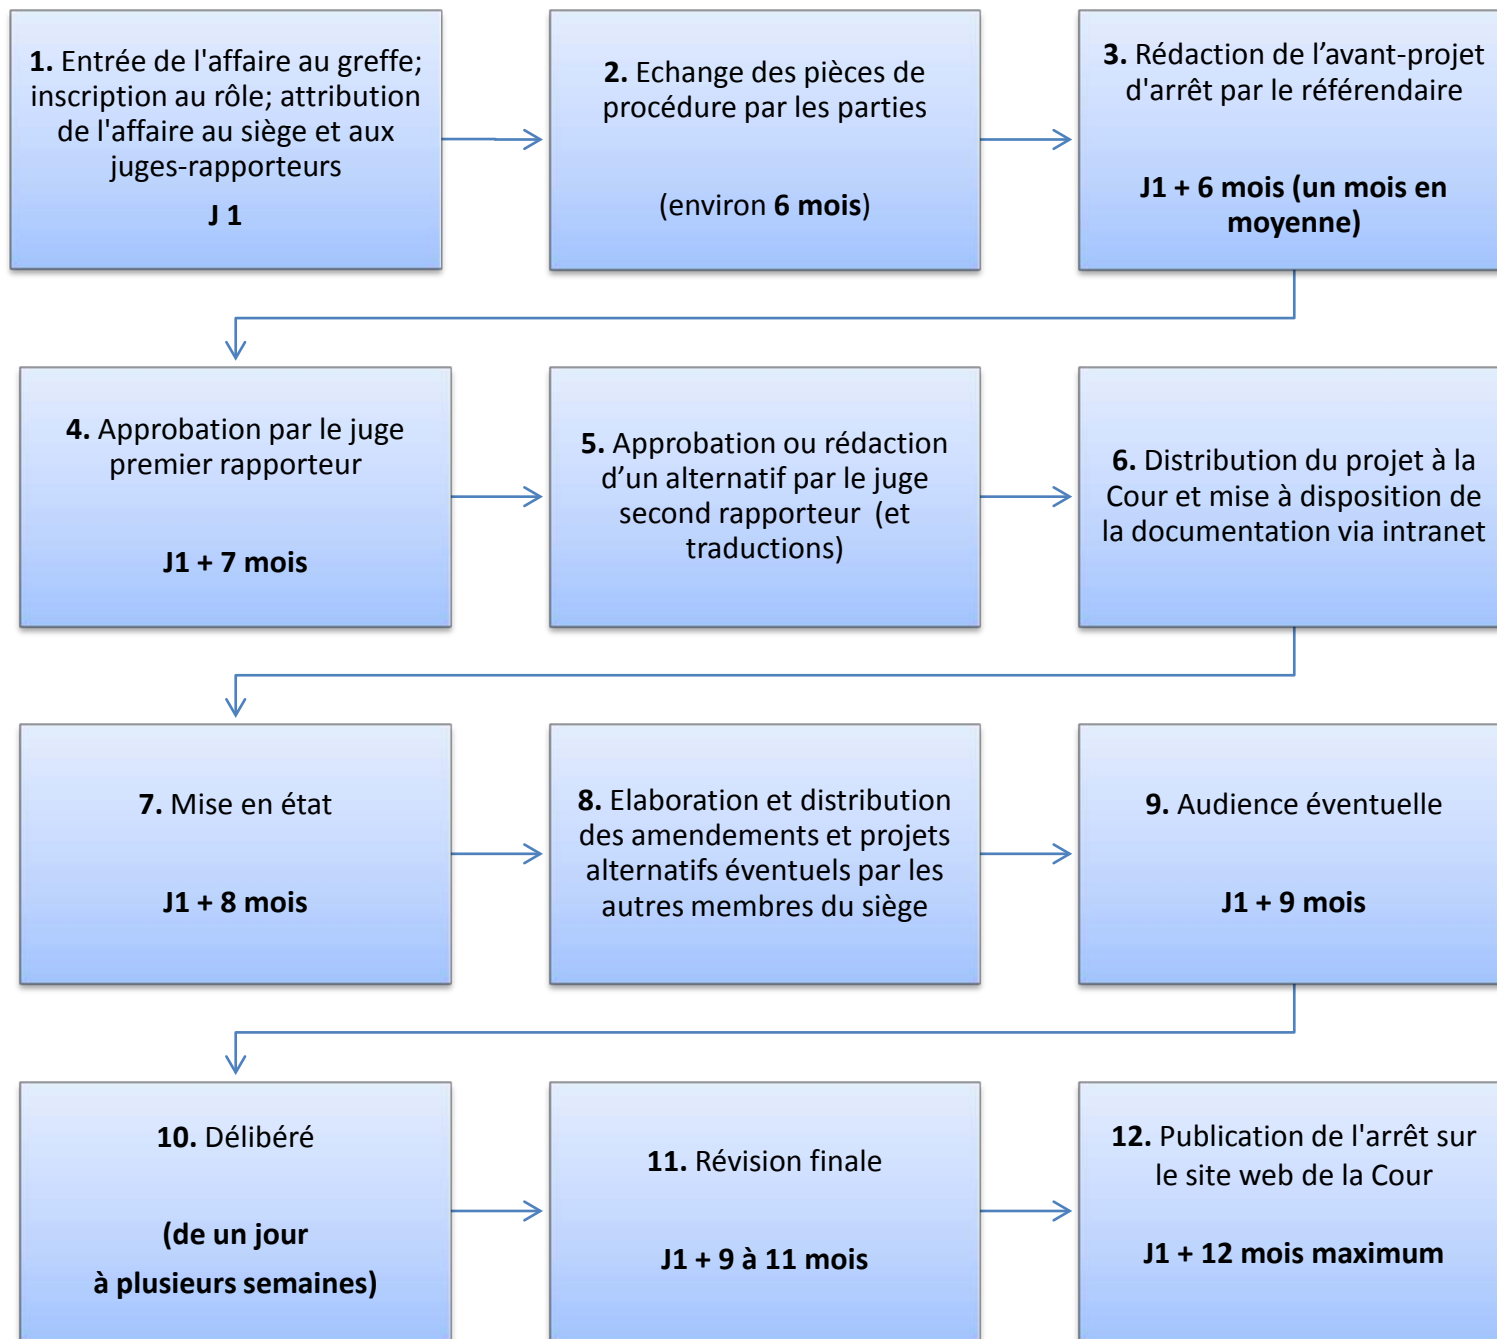 1. Entrée de l'affaire au greffe;
inscription au rôle; attribution
de l'affaire au siège et aux
juges-rapporteurs
J 1
2. Echange des pièces de
procédure par les parties
(environ 6 mois)
3. Rédaction de l’avant-projet
d'arrêt par le référendaire
J1 + 6 mois (un mois en
moyenne)
4. Approbation par le juge
premier rapporteur
J1 + 7 mois
5. Approbation ou rédaction
d’un alternatif par le juge
second rapporteur (et
traductions)
6. Distribution du projet à la
Cour et mise à disposition de
la documentation via intranet
7. Mise en état
J1 + 8 mois
8. Elaboration et distribution
des amendements et projets
alternatifs éventuels par les
autres membres du siège
9. Audience éventuelle
J1 + 9 mois
10. Délibéré
(de un jour
à plusieurs semaines)
11. Révision finale
J1 + 9 à 11 mois
12. Publication de l'arrêt sur
le site web de la Cour
J1 + 12 mois maximum